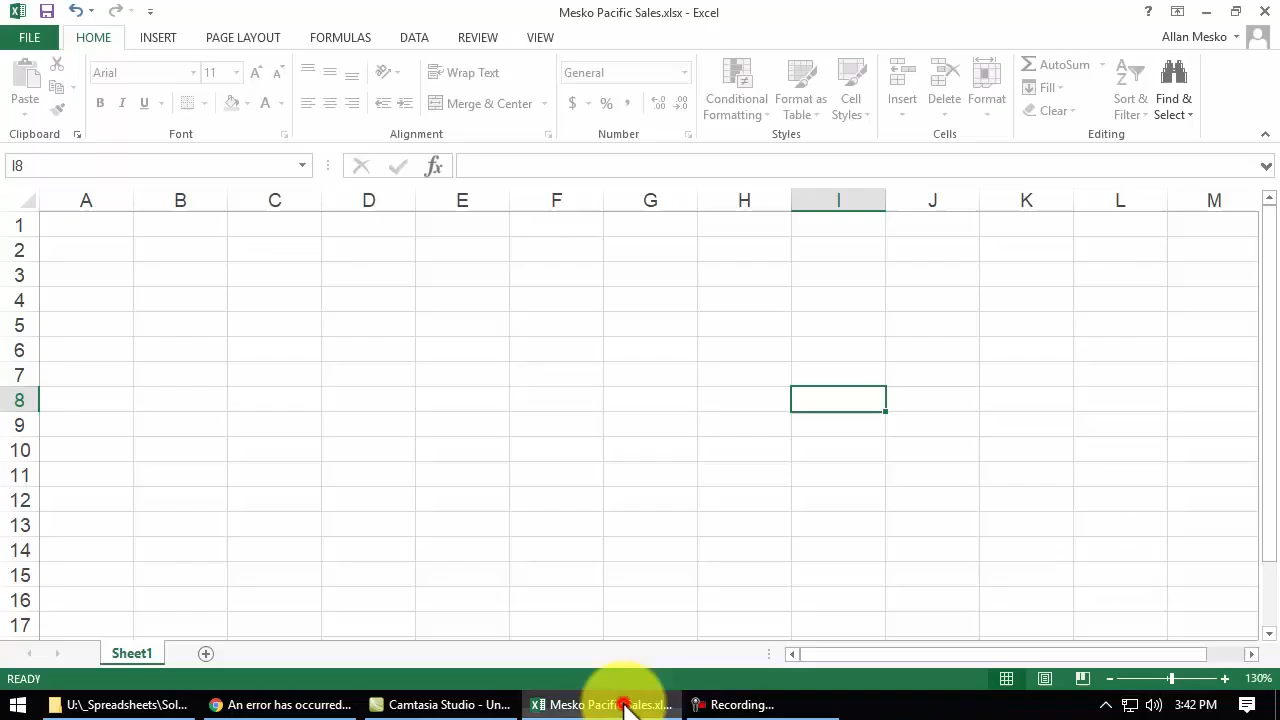 Mesko Pacific Sales.xlsx - Excel
?
FILE
HOME
INSERT
PAGE LAYOUT
FORMULAS
DATA
REVIEW
VIEW
Allan Mesko
Paste
Clipboard
Arial
11
B I U
A
Font
Wrap Text
Merge & Center
Alignment
General
$ % ,
Number
Conditional
Formatting
Format as
Table
Cell
Styles
Styles
Insert
Delete
Format
Cells
AutoSum
Fill
Clear
Sort &
Filter
Find &
Select
Editing
I8
fx
A B C D E F G H I J K L M
1
2
3
4
5
6
7
8
9
10
11
12
13
14
15
16
17
Sheet1
READY
130%
U:\_Spreadsheets\Sol...
An error has occurred...
Camtasia Studio - Un...
Mesko Pacific Sales.xl...
Recording...
3:42 PM